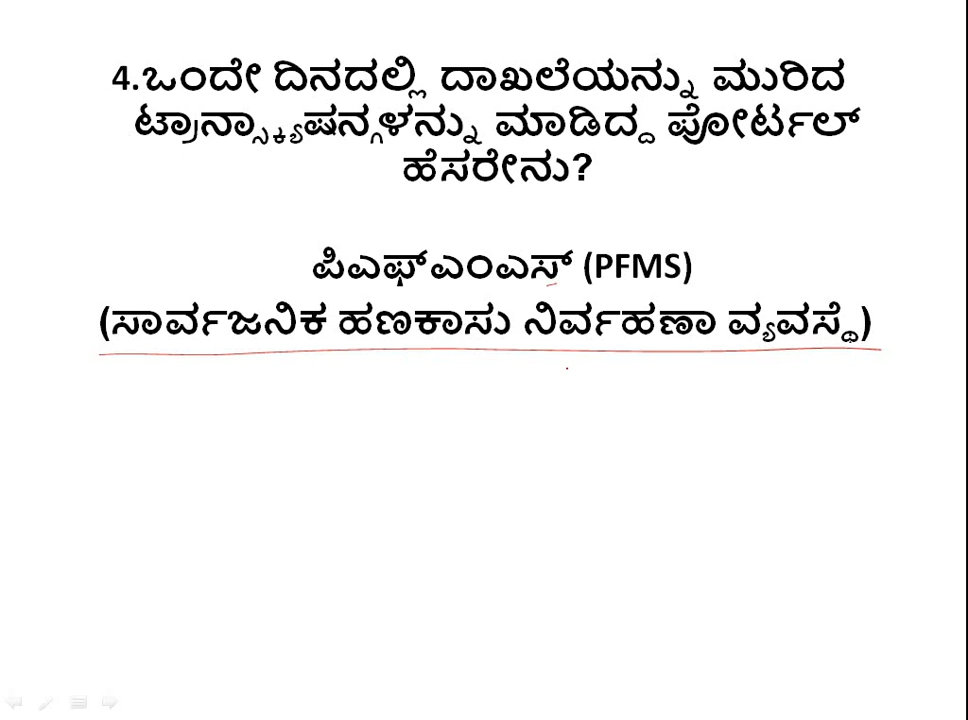 4.ಒಂದೇ ದಿನದಲ್ಲಿ ದಾಖಲೆಯನ್ನು ಮುರಿದ
ಟ್ರಾನ್ಸ್ಕ್ಯಾಷನ್ಗಳನ್ನು ಮಾಡಿದ್ದ ಪೋರ್ಟಲ್
ಹೆಸರೇನು?
ಪಿಎಫ್ಎಂಎಸ್ (PFMS)
(ಸಾರ್ವಜನಿಕ ಹಣಕಾಸು ನಿರ್ವಹಣಾ ವ್ಯವಸ್ಥೆ)